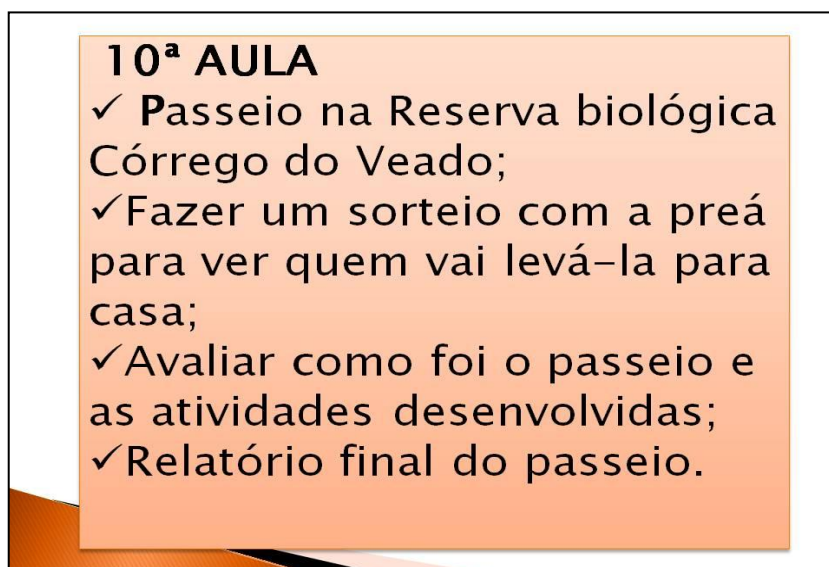 10ª AULA
✓ Passeio na Reserva biológica
Córrego do Veado;
✓Fazer um sorteio com a preá
para ver quem vai levá-la para
casa;
✓Avaliar como foi o passeio e
as atividades desenvolvidas;
✓Relatório final do passeio.